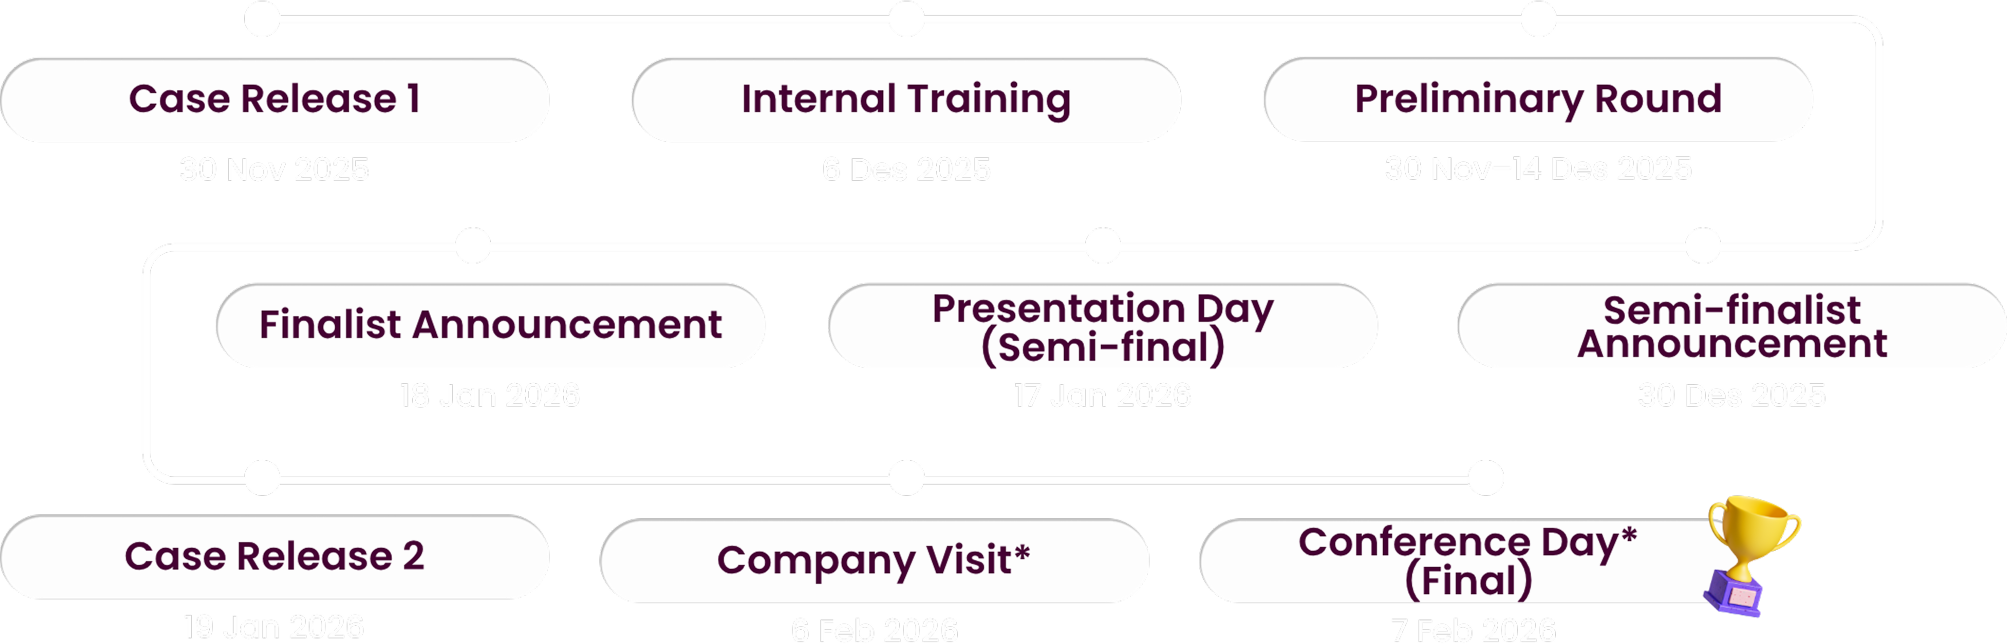 Case Release 1
30 Nov 2025
Internal Training
6 Des 2025
Preliminary Round
30 Nov-14 Des 2025
Finalist Announcement
18 Jan 2026
Presentation Day
(Semi-final)
17 Jan 2026
Semi-finalist
Announcement
30 Des 2025
Case Release 2
19 Jan 2026
Company Visit*
6 Feb 2026
Conference Day*
(Final)
7 Feb 2026